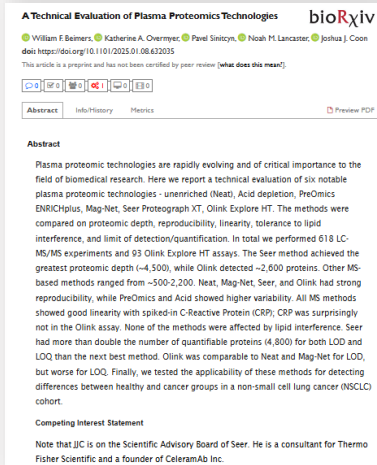 A Technical Evaluation of Plasma Proteomics Technologies
bioRχiv
William F. Beimers, Katherine A. Overmyer, Pavel Sinitcyn, Noah M. Lancaster, Joshua J. Coon
doi: https://doi.org/10.1101/2025.01.08.632035
This article is a preprint and has not been certified by peer review [what does this mean?].
0 0 0 1 0 0
Abstract Info/History Metrics Preview PDF
Abstract
Plasma proteomic technologies are rapidly evolving and of critical importance to the
field of biomedical research. Here we report a technical evaluation of six notable
plasma proteomic technologies - unenriched (Neat), Acid depletion, PreOmics
ENRICHplus, Mag-Net, Seer Proteograph XT, Olink Explore HT. The methods were
compared on proteomic depth, reproducibility, linearity, tolerance to lipid
interference, and limit of detection/quantification. In total we performed 618 LC-
MS/MS experiments and 93 Olink Explore HT assays. The Seer method achieved the
greatest proteomic depth (~4,500), while Olink detected ~2,600 proteins. Other MS-
based methods ranged from ~500-2,200. Neat, Mag-Net, Seer, and Olink had strong
reproducibility, while PreOmics and Acid showed higher variability. All MS methods
showed good linearity with spiked-in C-Reactive Protein (CRP); CRP was surprisingly
not in the Olink assay. None of the methods were affected by lipid interference. Seer
had more than double the number of quantifiable proteins (4,800) for both LOD and
LOQ than the next best method. Olink was comparable to Neat and Mag-Net for LOD,
but worse for LOQ. Finally, we tested the applicability of these methods for detecting
differences between healthy and cancer groups in a non-small cell lung cancer (NSCLC)
cohort.
Competing Interest Statement
Note that JJC is on the Scientific Advisory Board of Seer. He is a consultant for Thermo
Fisher Scientific and a founder of CeleramAb Inc.